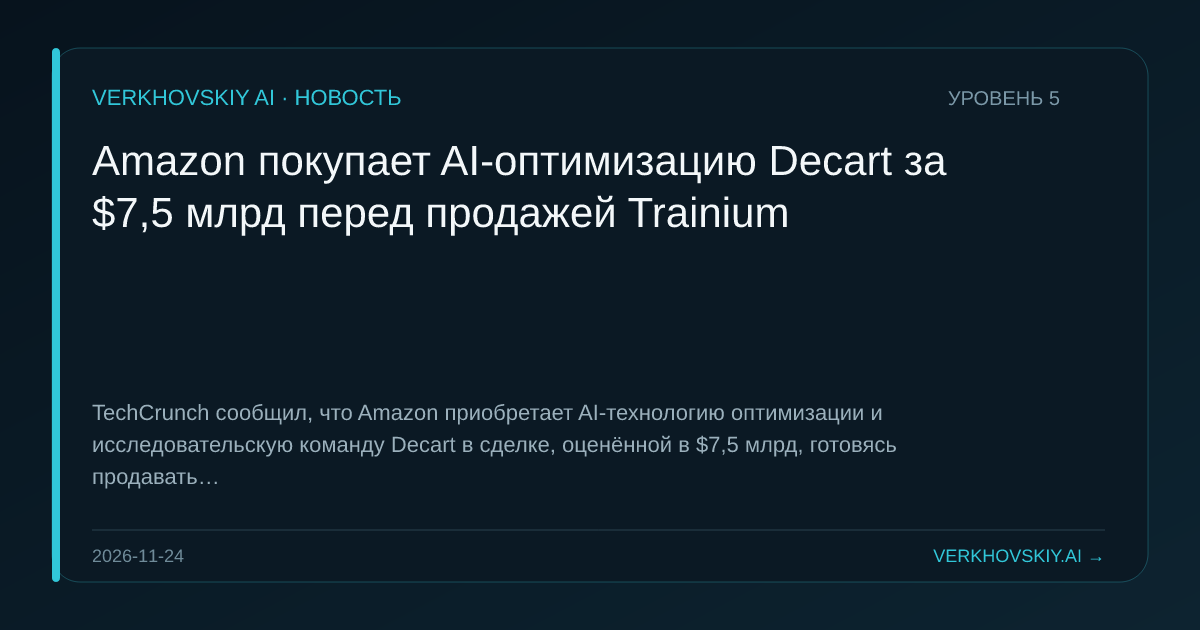 VERKHOVSKIY AI · НОВОСТЬ
УРОВЕНЬ 5
Amazon покупает AI-оптимизацию Decart за
$7,5 млрд перед продажей Trainium
TechCrunch сообщил, что Amazon приобретает AI-технологию оптимизации и
исследовательскую команду Decart в сделке, оценённой в $7,5 млрд, готовясь
продавать…
2026-11-24
VERKHOVSKIY.AI →